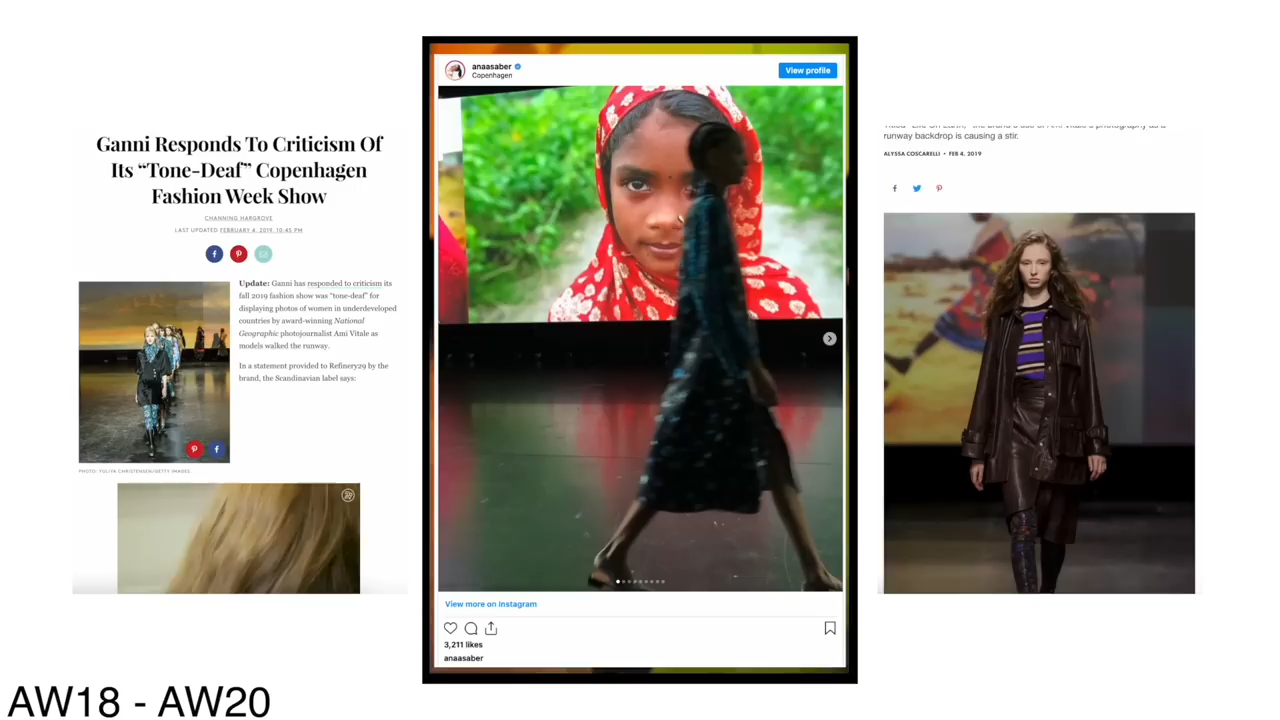 Ganni Responds To Criticism Of
Its “Tone-Deaf” Copenhagen
Fashion Week Show
CHANNING HARGROVE
LAST UPDATED FEBRUARY 4, 2019, 10:45 PM
Update: Ganni has responded to criticism its
fall 2019 fashion show was “tone-deaf” for
displaying photos of women in underdeveloped
countries by award-winning National
Geographic photojournalist Ami Vitale as
models walked the runway.
In a statement provided to Refinery29 by the
brand, the Scandinavian label says:
PHOTO: YULIYA CHRISTENSEN/GETTY IMAGES.
anaasaber
Copenhagen
View profile
View more on Instagram
3,211 likes
anaasaber
runway backdrop is causing a stir.
ALYSSA COSCARELLI • FEB 4, 2019
AW18 - AW20